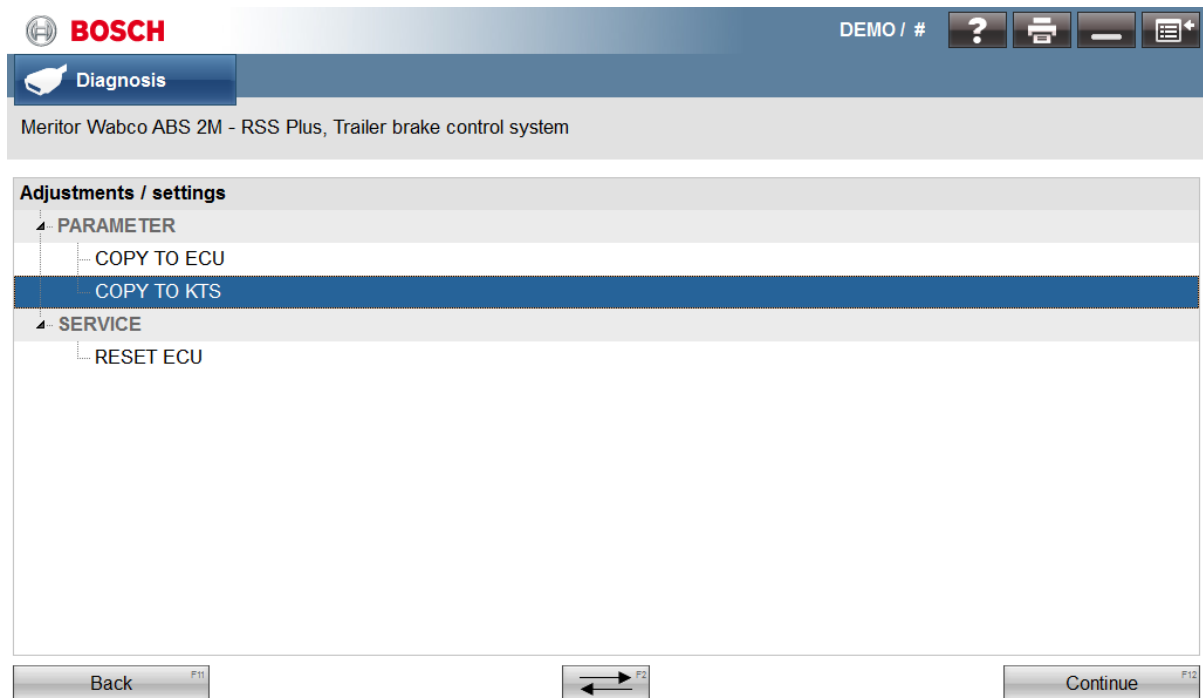 BOSCH
DEMO / #
?
Diagnosis
Meritor Wabco ABS 2M - RSS Plus, Trailer brake control system
Adjustments / settings
PARAMETER
COPY TO ECU
COPY TO KTS
SERVICE
RESET ECU
Back F11
F2
Continue F12